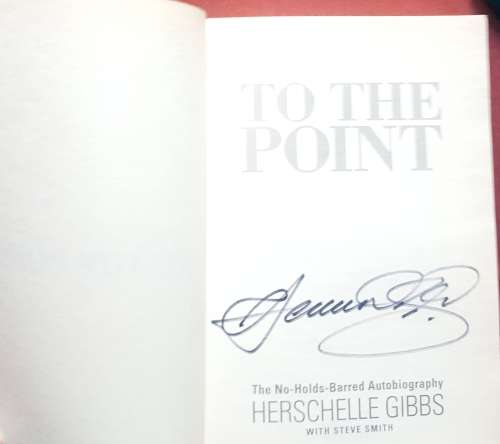 TO THE
POINT
The No-Holds-Barred Autobiography
HERSCHELLE GIBBS
WITH STEVE SMITH